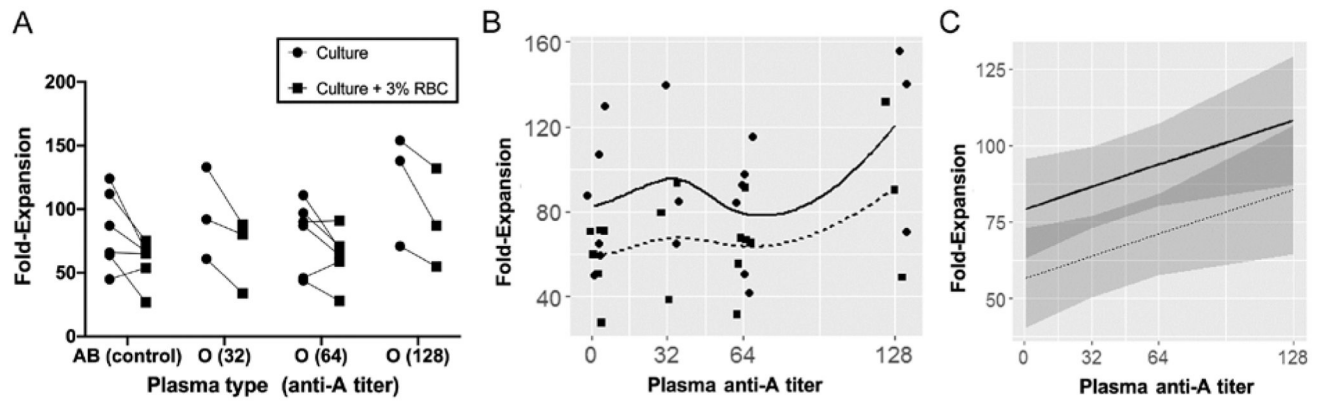 A
Culture
Culture + 3% RBC
200
150
100
50
0
Fold-Expansion
AB (control) O (32) O (64) O (128)
Plasma type (anti-A titer)
B
160
120
80
40
Fold-Expansion
0 32 64 128
Plasma anti-A titer
C
125
100
75
50
Fold-Expansion
0 32 64 128
Plasma anti-A titer